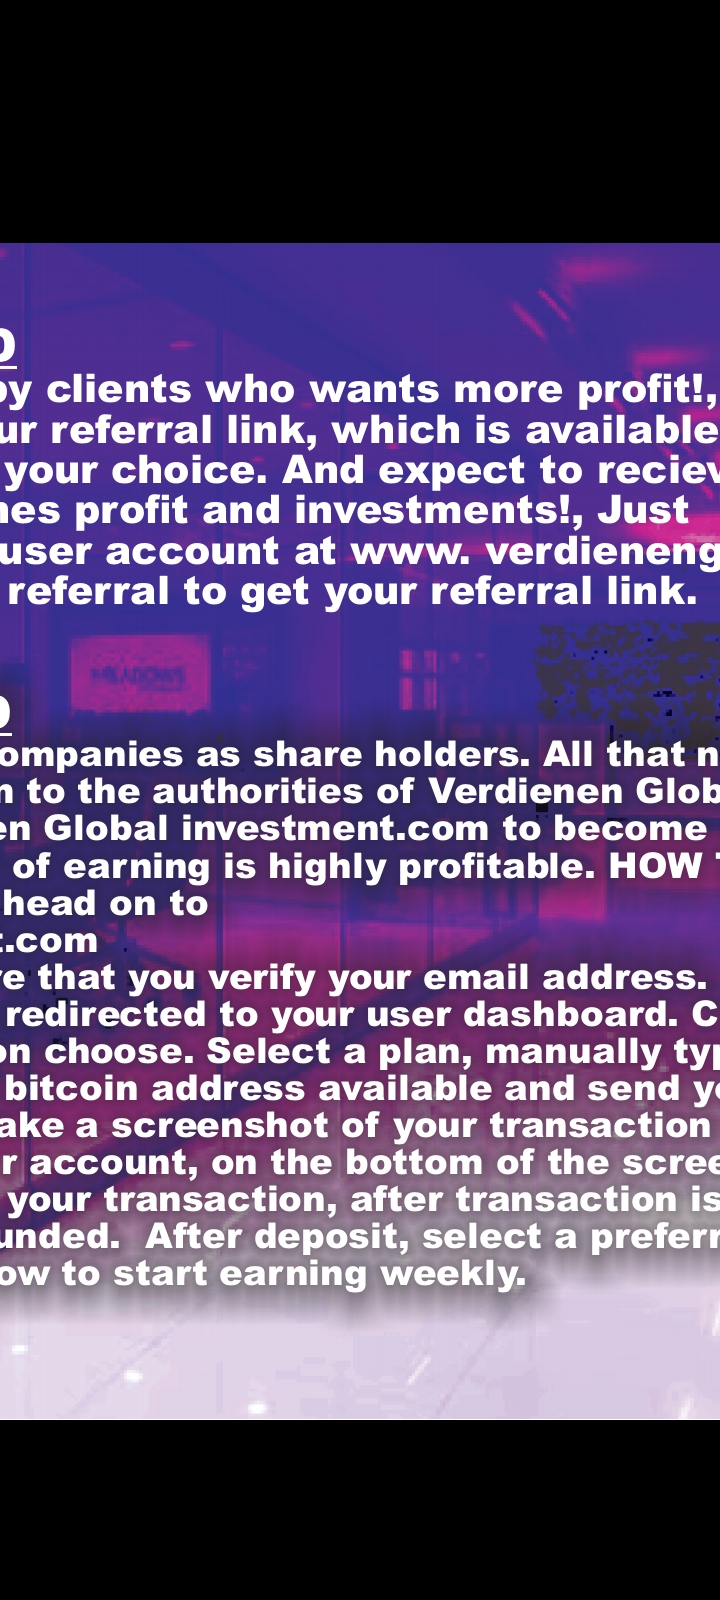 p
by clients who wants more profit!,
ur referral link, which is available
your choice. And expect to reciev
nes profit and investments!, Just
user account at www. verdieneng
referral to get your referral link.
MEADOWS
p
ompanies as share holders. All that n
n to the authorities of Verdienen Glob
en Global investment.com to become
of earning is highly profitable. HOW T
head on to
t.com
re that you verify your email address.
redirected to your user dashboard. C
on choose. Select a plan, manually typ
bitcoin address available and send yo
ake a screenshot of your transaction
r account, on the bottom of the scree
your transaction, after transaction is
unded.  After deposit, select a preferr
ow to start earning weekly.